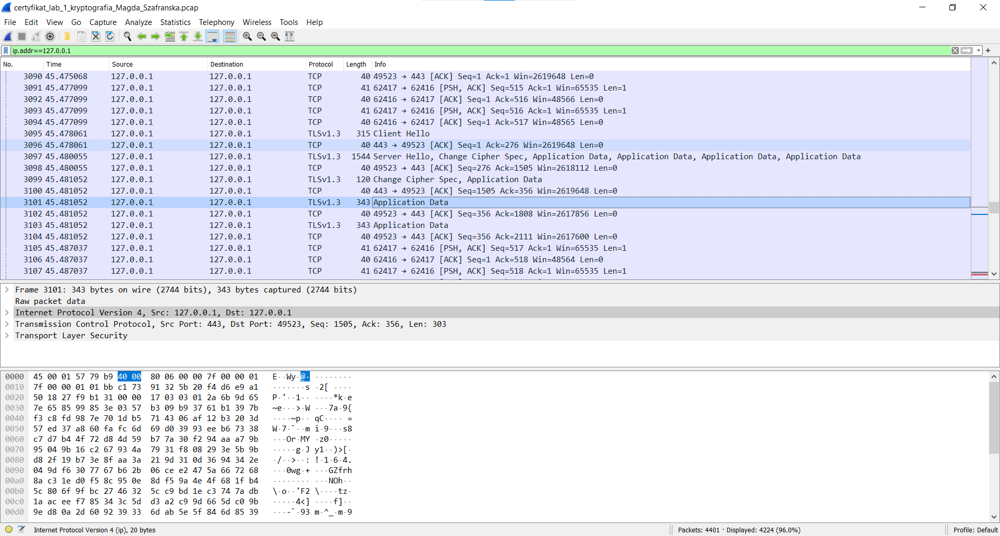 certyfikat_lab_1_kryptografia_Magda_Szafranska.pcap
File Edit View Go Capture Analyze Statistics Telephony Wireless Tools Help
ip.addr==127.0.0.1
No. Time Source Destination Protocol Length Info
3090 45.475068 127.0.0.1 127.0.0.1 TCP 40 49523 → 443 [ACK] Seq=1 Ack=1 Win=2619648 Len=0
3091 45.477099 127.0.0.1 127.0.0.1 TCP 41 62417 → 62416 [PSH, ACK] Seq=515 Ack=1 Win=65535 Len=1
3092 45.477099 127.0.0.1 127.0.0.1 TCP 40 62416 → 62417 [ACK] Seq=1 Ack=516 Win=48566 Len=0
3093 45.477099 127.0.0.1 127.0.0.1 TCP 41 62417 → 62416 [PSH, ACK] Seq=516 Ack=1 Win=65535 Len=1
3094 45.477099 127.0.0.1 127.0.0.1 TCP 40 62416 → 62417 [ACK] Seq=1 Ack=517 Win=48565 Len=0
3095 45.478061 127.0.0.1 127.0.0.1 TLSv1.3 315 Client Hello
3096 45.478061 127.0.0.1 127.0.0.1 TCP 40 443 → 49523 [ACK] Seq=1 Ack=276 Win=2619648 Len=0
3097 45.480055 127.0.0.1 127.0.0.1 TLSv1.3 1544 Server Hello, Change Cipher Spec, Application Data, Application Data, Application Data, Application Data
3098 45.480055 127.0.0.1 127.0.0.1 TCP 40 49523 → 443 [ACK] Seq=276 Ack=1505 Win=2618112 Len=0
3099 45.481052 127.0.0.1 127.0.0.1 TLSv1.3 120 Change Cipher Spec, Application Data
3100 45.481052 127.0.0.1 127.0.0.1 TCP 40 443 → 49523 [ACK] Seq=1505 Ack=356 Win=2619648 Len=0
3101 45.481052 127.0.0.1 127.0.0.1 TLSv1.3 343 Application Data
3102 45.481052 127.0.0.1 127.0.0.1 TCP 40 49523 → 443 [ACK] Seq=356 Ack=1808 Win=2617856 Len=0
3103 45.481052 127.0.0.1 127.0.0.1 TLSv1.3 343 Application Data
3104 45.481052 127.0.0.1 127.0.0.1 TCP 40 49523 → 443 [ACK] Seq=356 Ack=2111 Win=2617600 Len=0
3105 45.487037 127.0.0.1 127.0.0.1 TCP 41 62417 → 62416 [PSH, ACK] Seq=517 Ack=1 Win=65535 Len=1
3106 45.487037 127.0.0.1 127.0.0.1 TCP 40 62416 → 62417 [ACK] Seq=1 Ack=518 Win=48564 Len=0
3107 45.487037 127.0.0.1 127.0.0.1 TCP 41 62417 → 62416 [PSH, ACK] Seq=518 Ack=1 Win=65535 Len=1
Frame 3101: 343 bytes on wire (2744 bits), 343 bytes captured (2744 bits)
Raw packet data
Internet Protocol Version 4, Src: 127.0.0.1, Dst: 127.0.0.1
Transmission Control Protocol, Src Port: 443, Dst Port: 49523, Seq: 1505, Ack: 356, Len: 303
Transport Layer Security
0000 45 00 01 57 79 b9 40 00 80 06 00 00 7f 00 00 01 E··Wy·@· ········
0010 7f 00 00 01 01 bb c1 73 91 32 5b 20 f4 d6 e9 a1 ·······s ·2[ ····
0020 50 18 27 f9 b1 31 00 00 17 03 03 01 2a 6b 9d 65 P·'··1·· ····*k·e
0030 7e 65 85 99 85 3e 03 57 b3 09 b9 37 61 b1 39 7b ~e···>·W ···7a·9{
0040 f3 c8 fd 98 7e 70 1d b5 71 43 06 af 12 b3 20 3d ····~p·· qC···· =
0050 57 ed 37 a8 60 fa fc 6d 69 d0 39 93 ee b6 73 38 W·7·`··m i·9···s8
0060 c7 d7 b4 4f 72 d8 4d 59 b7 7a 30 f2 94 aa a7 9b ···Or·MY ·z0·····
0070 95 04 9b 16 c2 67 93 4a 79 31 f8 08 29 3e 5b 9b ·····g·J y1··)>[·
0080 d8 2f 19 b7 3e 8f aa 3a 21 9d 31 0d 36 94 34 2e ·/··>··: !·1·6·4.
0090 04 9d f6 30 77 67 b6 2b 06 ce e2 47 5a 66 72 68 ···0wg·+ ···GZfrh
00a0 8a c3 1e d0 f5 8c 95 0e 8d f5 9a 4e 4f 68 1f b4 ········ ···NOh··
00b0 5c 80 6f 9f bc 27 46 32 5c c9 bd 1e c3 74 7a db \·o··'F2 \····tz·
00c0 1a ac ee f7 85 34 3c 5d d3 a2 c9 9d 66 5d c0 9b ·····4<] ····f]··
00d0 9e d8 0a 2d 60 92 39 33 6d ab 5e 5f 84 6d 85 39 ···-`·93 m·^_·m·9
Internet Protocol Version 4 (ip), 20 bytes
Packets: 4401 · Displayed: 4224 (96.0%)
Profile: Default